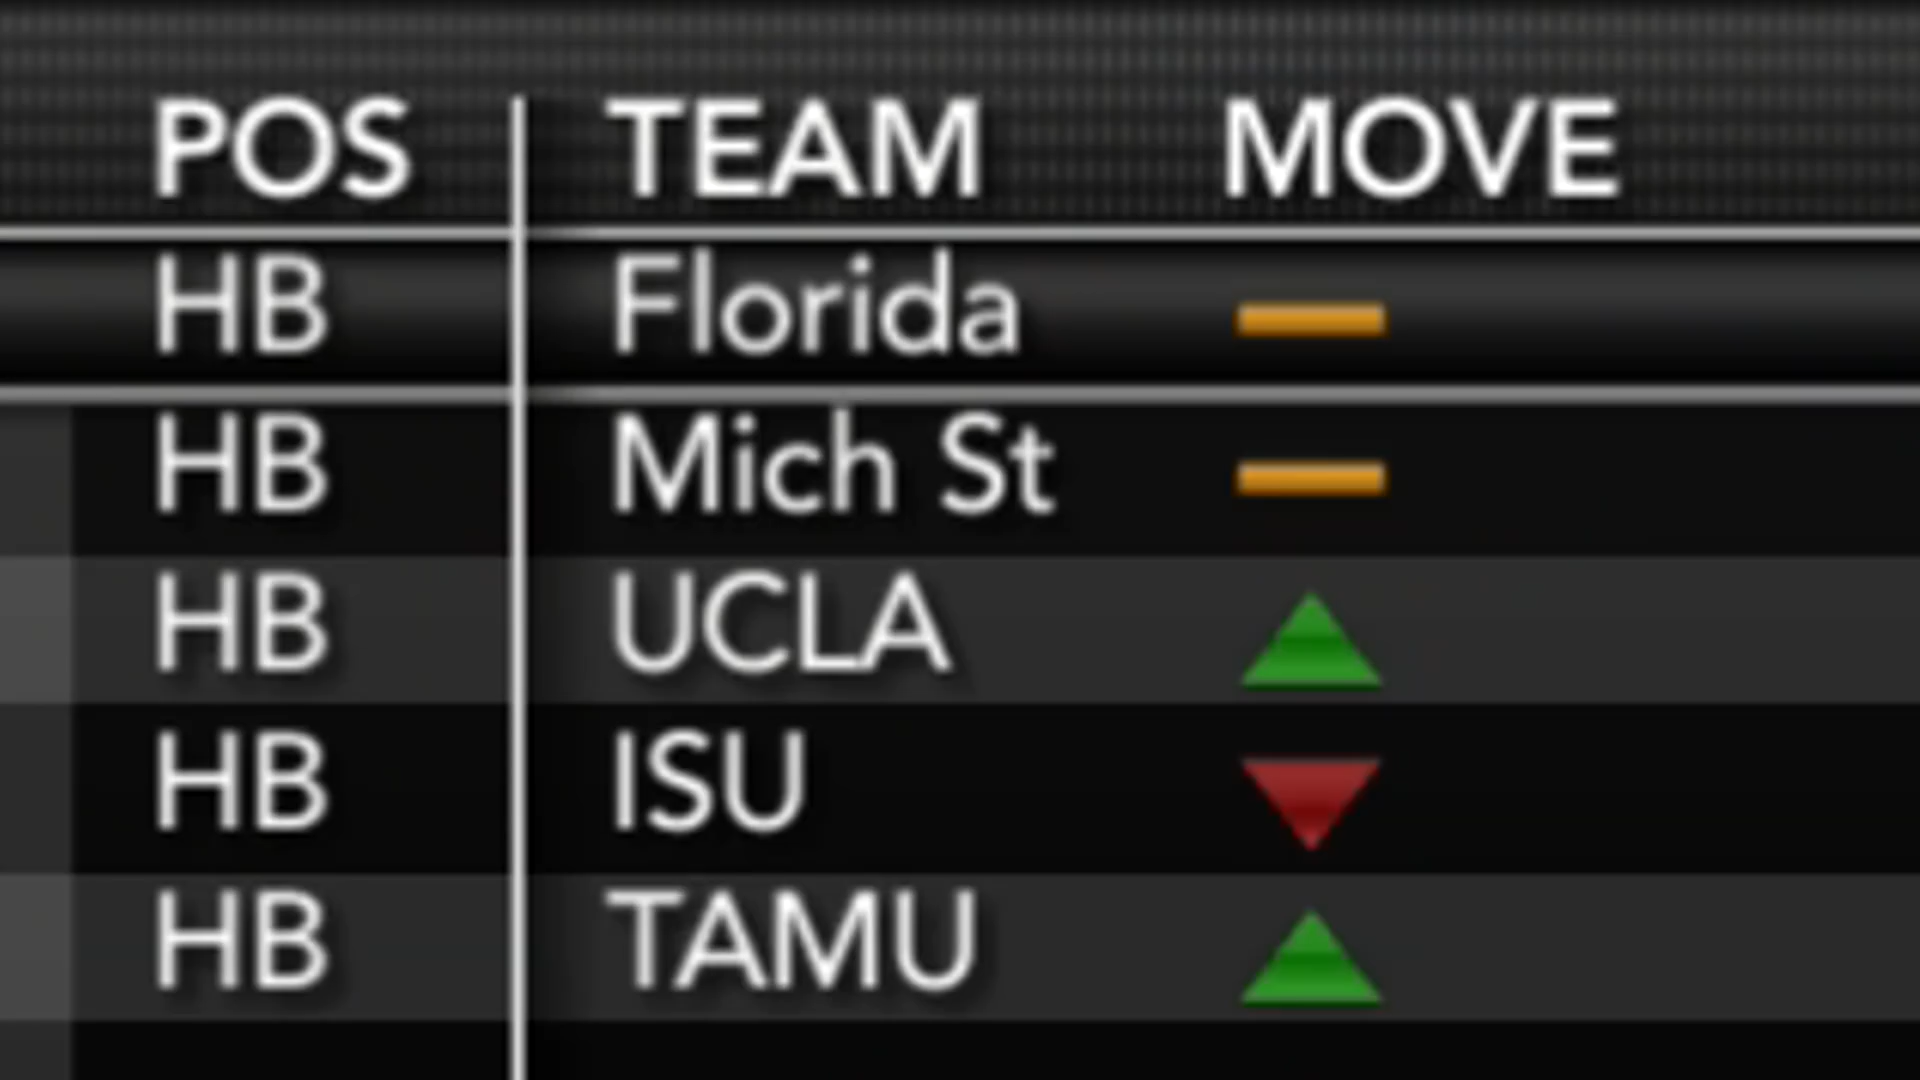 POS TEAM MOVE
HB Florida
HB Mich St
HB UCLA
HB ISU
HB TAMU